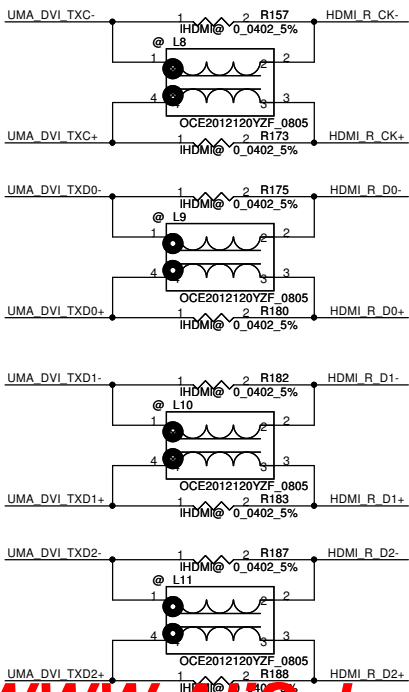 UMA_DVI_TXC- 1 2 R157 HDMI_R_CK-
IHDMI@ 0_0402_5%
@ L8
1 2 2
4 4 3 3
OCE2012120YZF_0805
UMA_DVI_TXC+ 1 2 R173 HDMI_R_CK+
IHDMI@ 0_0402_5%
UMA_DVI_TXD0- 1 2 R175 HDMI_R_D0-
IHDMI@ 0_0402_5%
@ L9
1 2 2
4 4 3 3
OCE2012120YZF_0805
UMA_DVI_TXD0+ 1 2 R180 HDMI_R_D0+
IHDMI@ 0_0402_5%
UMA_DVI_TXD1- 1 2 R182 HDMI_R_D1-
IHDMI@ 0_0402_5%
@ L10
1 2 2
4 4 3 3
OCE2012120YZF_0805
UMA_DVI_TXD1+ 1 2 R183 HDMI_R_D1+
IHDMI@ 0_0402_5%
UMA_DVI_TXD2- 1 2 R187 HDMI_R_D2-
IHDMI@ 0_0402_5%
@ L11
1 2 2
4 4 3 3
OCE2012120YZF_0805
UMA_DVI_TXD2+ 1 2 R188 HDMI_R_D2+